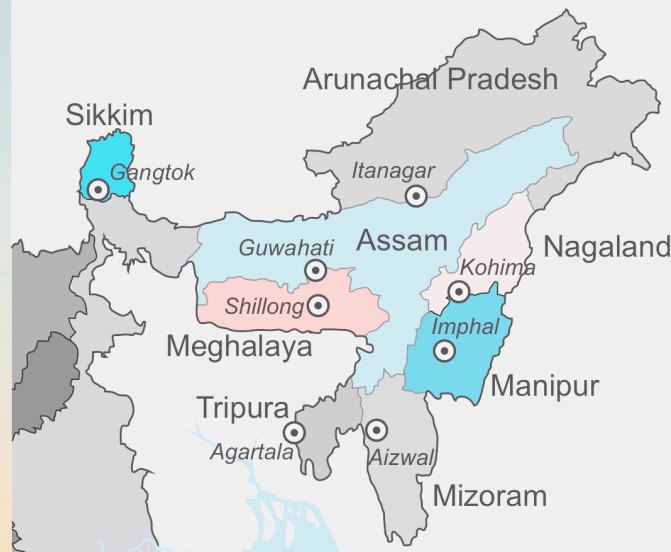 Arunachal Pradesh
Sikkim
Gangtok
Itanagar
Guwahati
Assam
Nagaland
Kohima
Shillong
Imphal
Meghalaya
Manipur
Tripura
Agartala
Aizwal
Mizoram